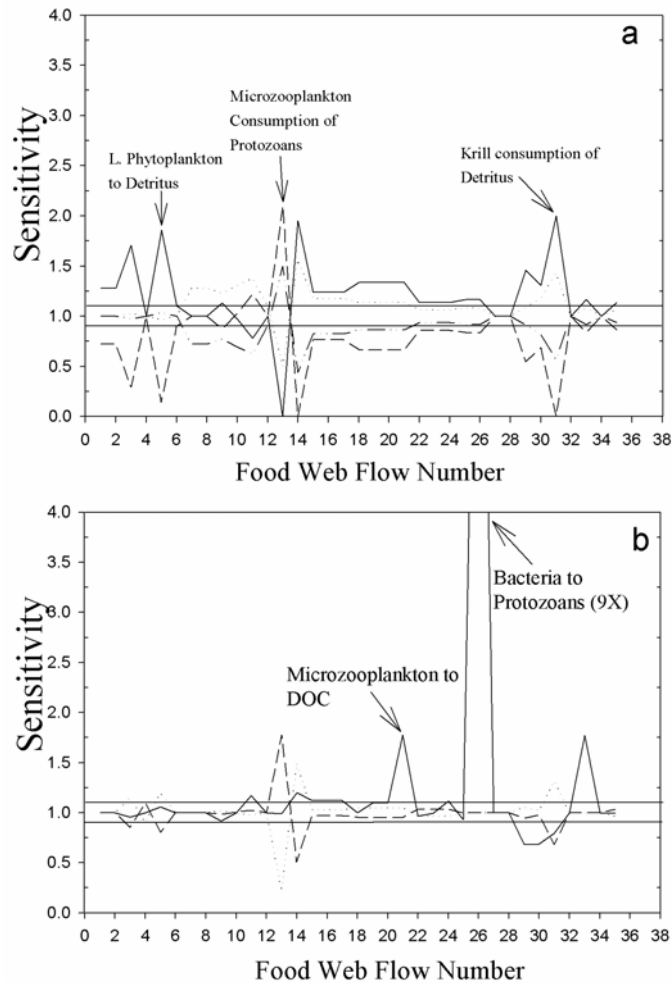 a
4.0
3.5
3.0
2.5
2.0
1.5
1.0
0.5
0.0
Sensitivity
L. Phytoplankton
to Detritus
Microzooplankton
Consumption of
Protozoans
Krill consumption of
Detritus
0 2 4 6 8 10 12 14 16 18 20 22 24 26 28 30 32 34 36 38
Food Web Flow Number
b
4.0
3.5
3.0
2.5
2.0
1.5
1.0
0.5
0.0
Sensitivity
Bacteria to
Protozoans (9X)
Microzooplankton to
DOC
0 2 4 6 8 10 12 14 16 18 20 22 24 26 28 30 32 34 36 38
Food Web Flow Number